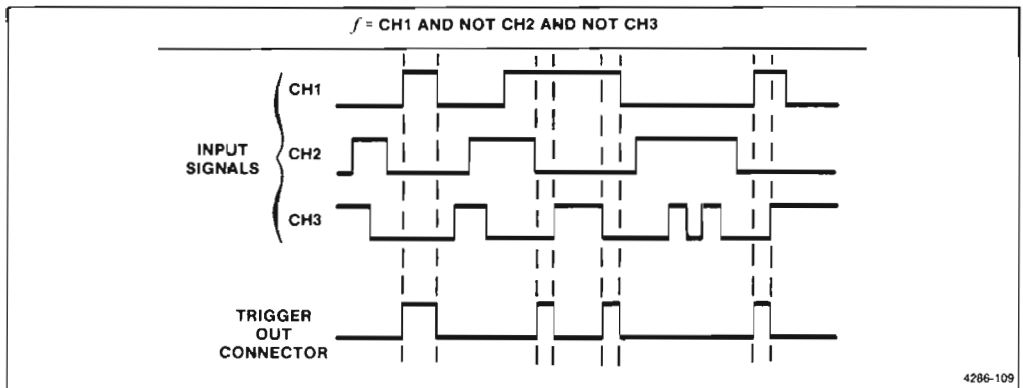 f = CH1 AND NOT CH2 AND NOT CH3
CH1
INPUT
SIGNALS
CH2
CH3
TRIGGER
OUT
CONNECTOR
4286-109